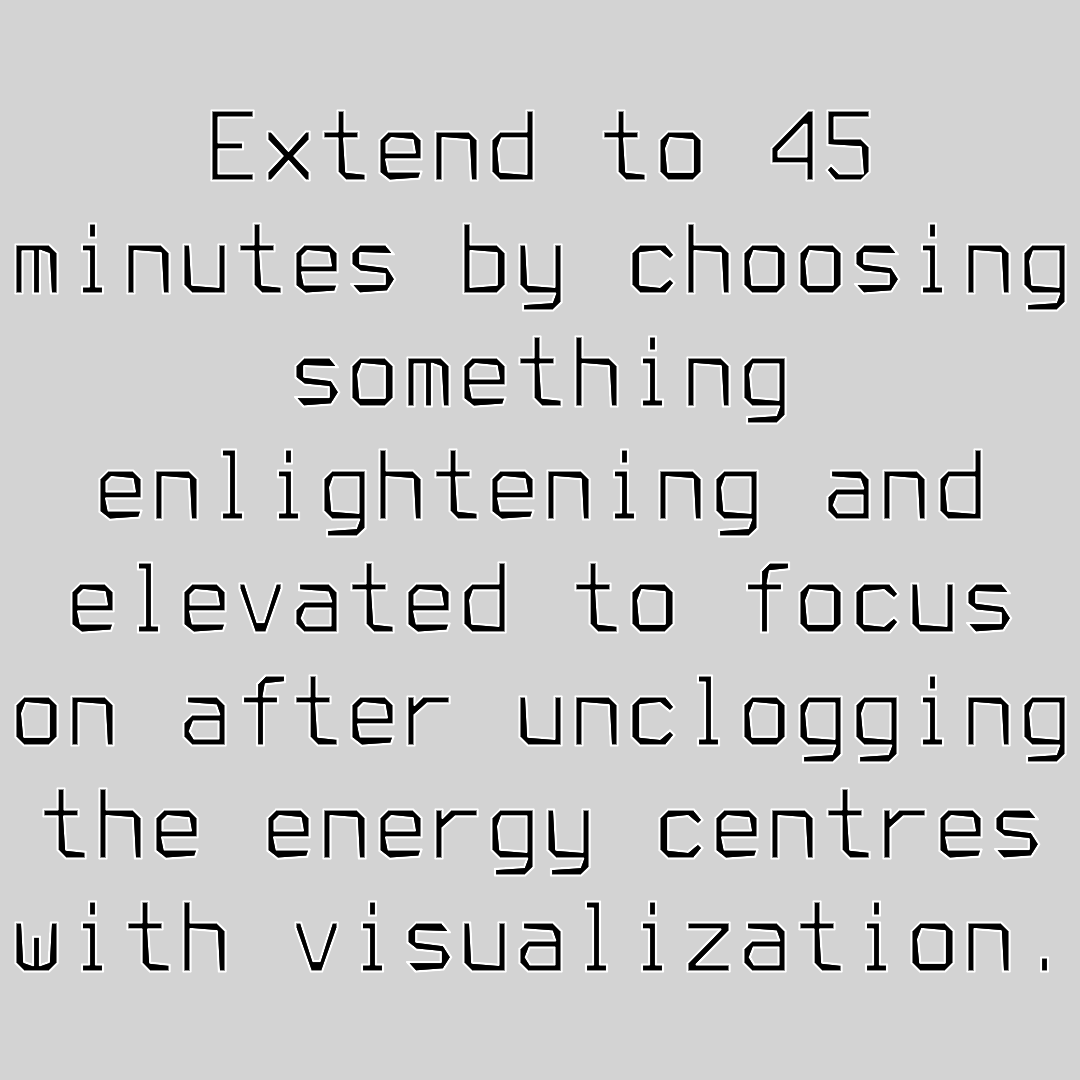 Extend to 45
minutes by choosing
something
enlightening and
elevated to focus
on after unclogging
the energy centres
with visualization.